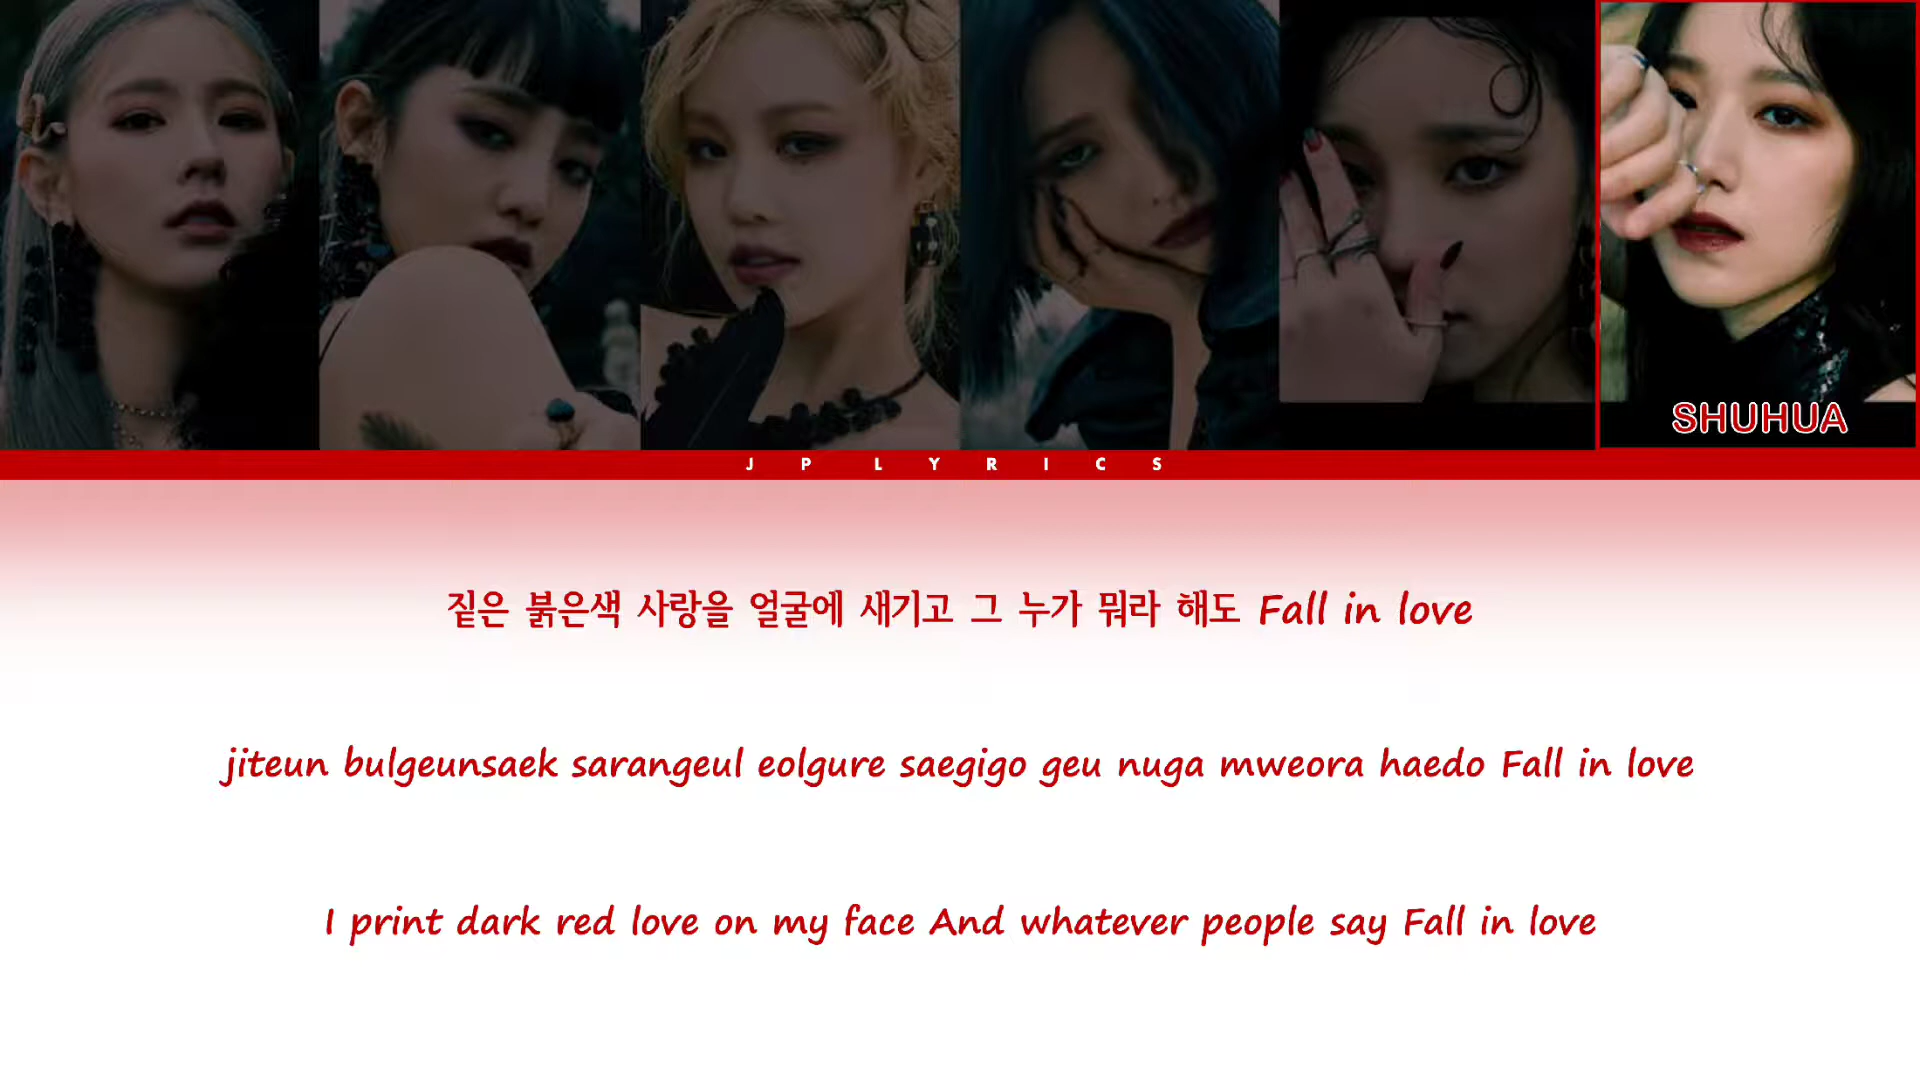 SHUHUA
JP LYRICS
짙은 붉은색 사랑을 얼굴에 새기고 그 누가 뭐라 해도 Fall in love
jiteun bulgeunsaek sarangeul eolgure saegigo geu nuga mweora haedo Fall in love
I print dark red love on my face And whatever people say Fall in love